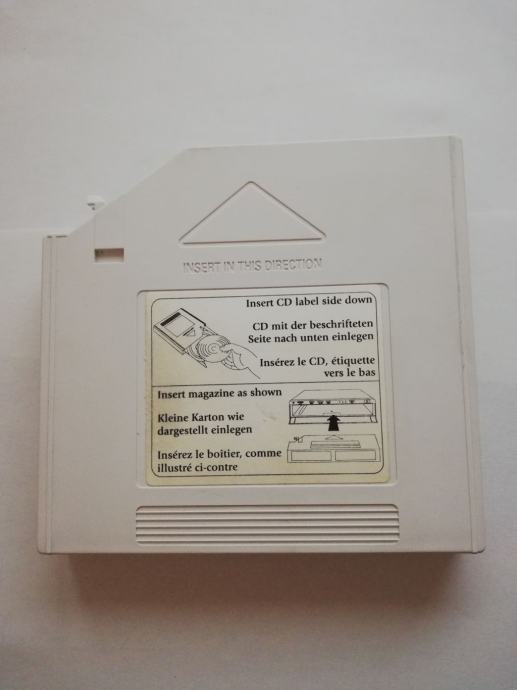 INSERT IN THIS DIRECTION
Insert CD label side down
CD mit der beschrifteten
Seite nach unten einlegen
Insérez le CD, étiquette
vers le bas
Insert magazine as shown
Kleine Karton wie
dargestellt einlegen
Insérez le boîtier, comme
illustré ci-contre